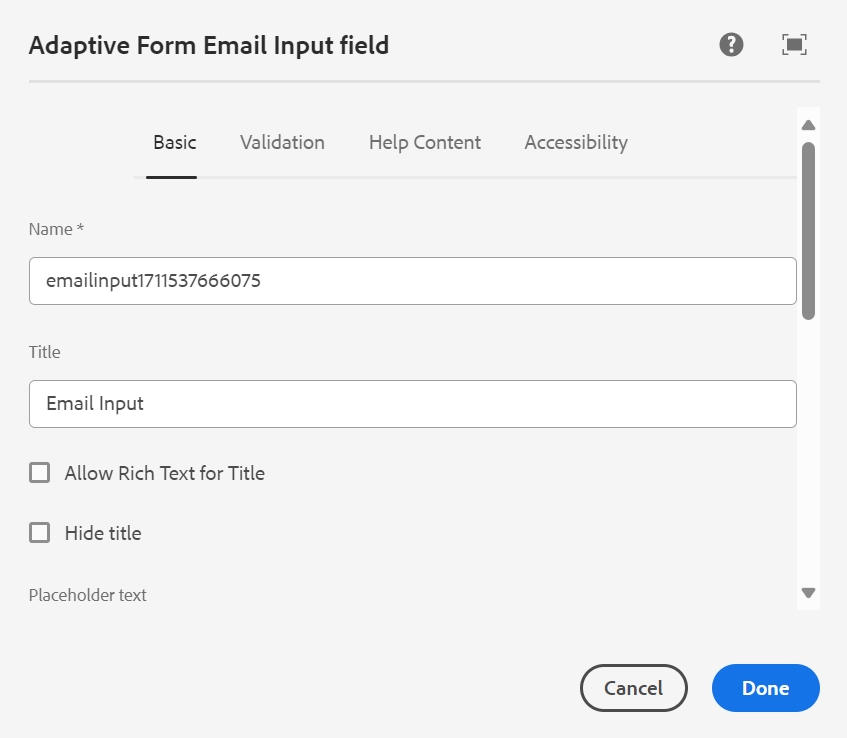 Adaptive Form Email Input field
Basic Validation Help Content Accessibility
Name *
emailinput1711537666075
Title
Email Input
Allow Rich Text for Title
Hide title
Placeholder text
Cancel Done